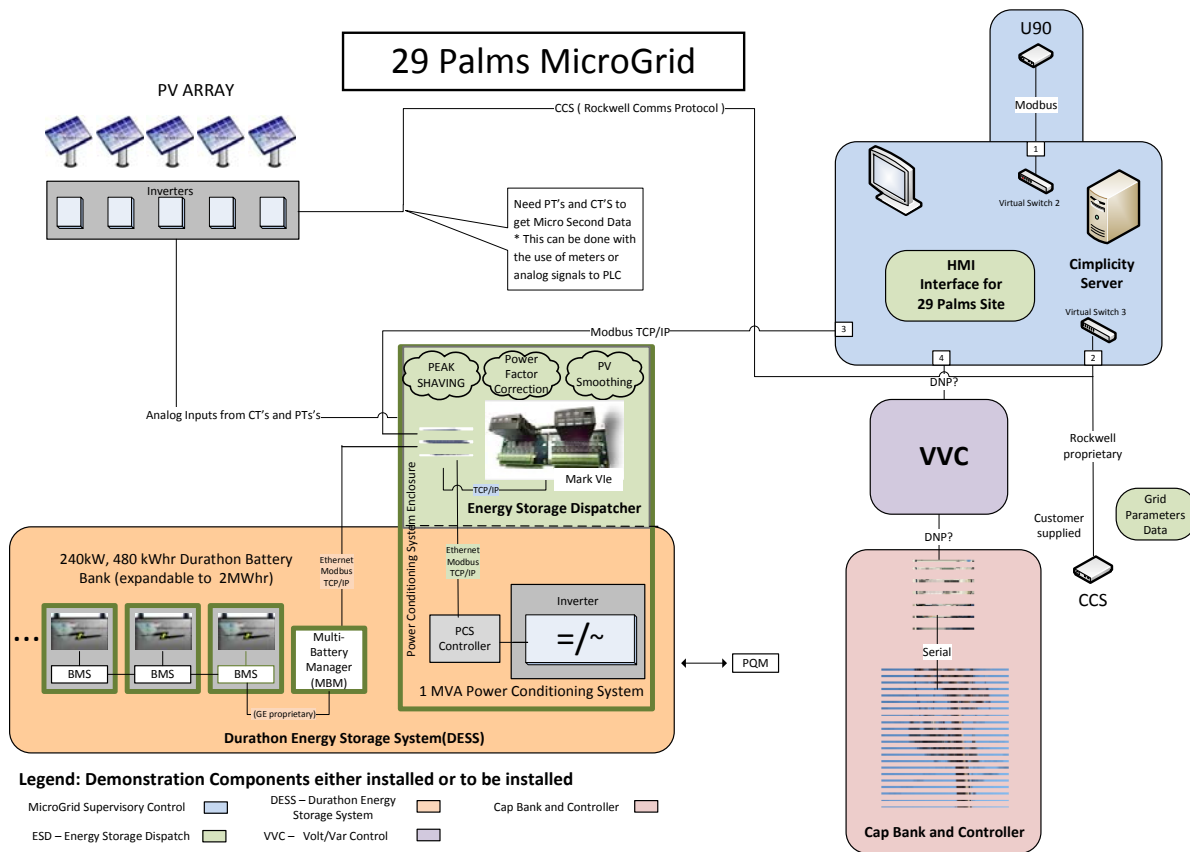 29 Palms MicroGrid
U90
Modbus
1
Virtual Switch 2
PV ARRAY
Inverters
CCS ( Rockwell Comms Protocol )
Need PT's and CT'S to
get Micro Second Data
* This can be done with
the use of meters or
analog signals to PLC
HMI
Interface for
29 Palms Site
Cimplicity
Server
Virtual Switch 3
3
4
2
Modbus TCP/IP
DNP?
PEAK
SHAVING
Power
Factor
Correction
PV
Smoothing
Analog Inputs from CT's and PTs's
TCP/IP
Mark VIe
Energy Storage Dispatcher
Power Conditioning System Enclosure
VVC
Rockwell
proprietary
Grid
Parameters
Data
Customer
supplied
CCS
DNP?
240kW, 480 kWhr Durathon Battery
Bank (expandable to 2MWhr)
Ethernet
Modbus
TCP/IP
Ethernet
Modbus
TCP/IP
...
BMS
BMS
BMS
Multi-
Battery
Manager
(MBM)
(GE proprietary)
PCS
Controller
Inverter
=/~
1 MVA Power Conditioning System
PQM
Durathon Energy Storage System(DESS)
Serial
Cap Bank and Controller
Legend: Demonstration Components either installed or to be installed
MicroGrid Supervisory Control
DESS – Durathon Energy
Storage System
Cap Bank and Controller
ESD – Energy Storage Dispatch
VVC – Volt/Var Control